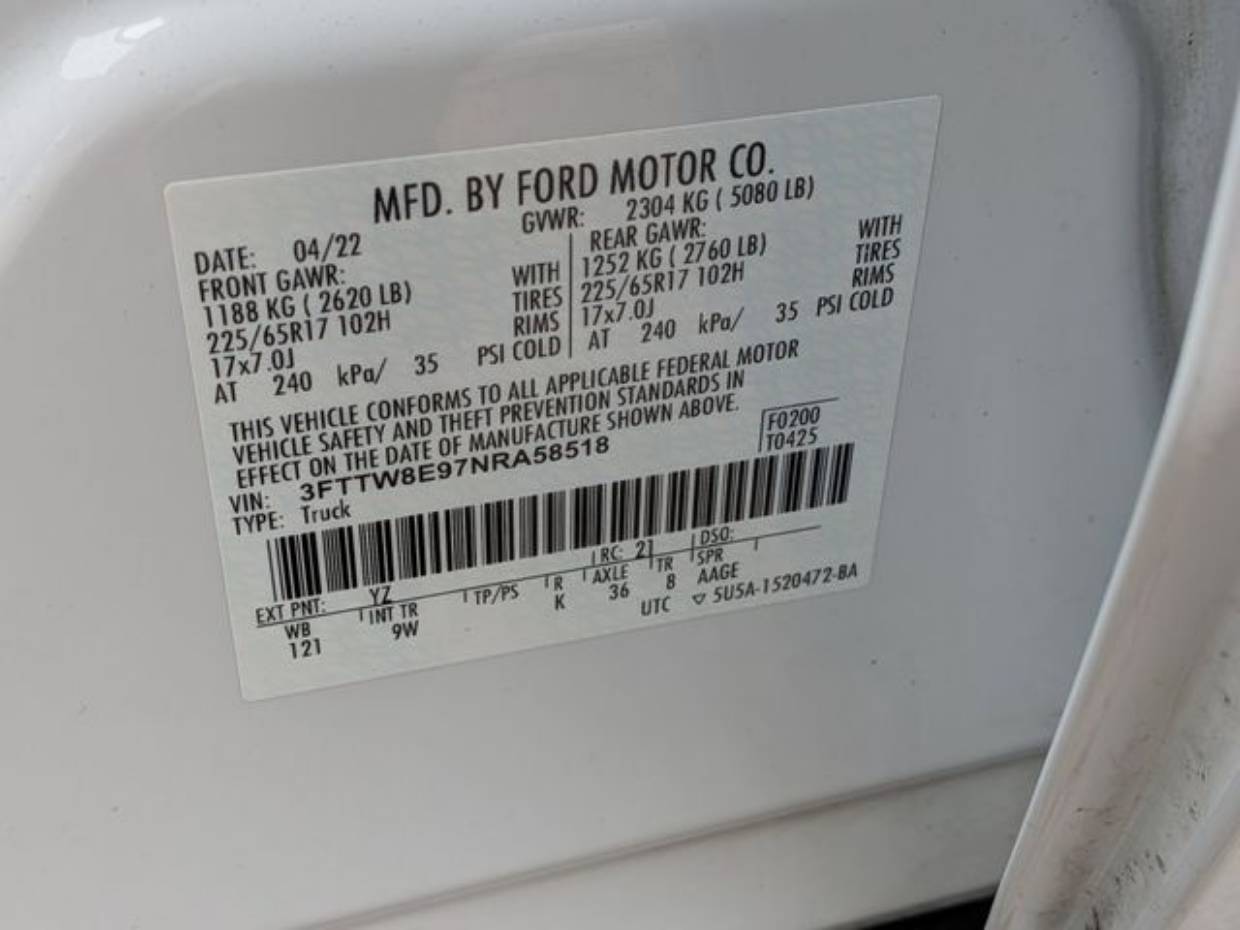 MFD. BY FORD MOTOR CO.
DATE: 04/22 GVWR: 2304 KG ( 5080 LB)
FRONT GAWR: REAR GAWR:
1188 KG ( 2620 LB) WITH 1252 KG ( 2760 LB) WITH
225/65R17 102H TIRES 225/65R17 102H TIRES
17x7.0J RIMS 17x7.0J RIMS
AT 240 kPa/ 35 PSI COLD AT 240 kPa/ 35 PSI COLD
THIS VEHICLE CONFORMS TO ALL APPLICABLE FEDERAL MOTOR
VEHICLE SAFETY AND THEFT PREVENTION STANDARDS IN
EFFECT ON THE DATE OF MANUFACTURE SHOWN ABOVE.
VIN: 3FTTW8E97NRA58518 F0200
TYPE: Truck T0425
EXT PNT: YZ RC: 21 DSO:
WB INT TR TP/PS R AXLE TR SPR
121 9W K 36 8 AAGE
UTC ▽ 5U5A-1520472-BA